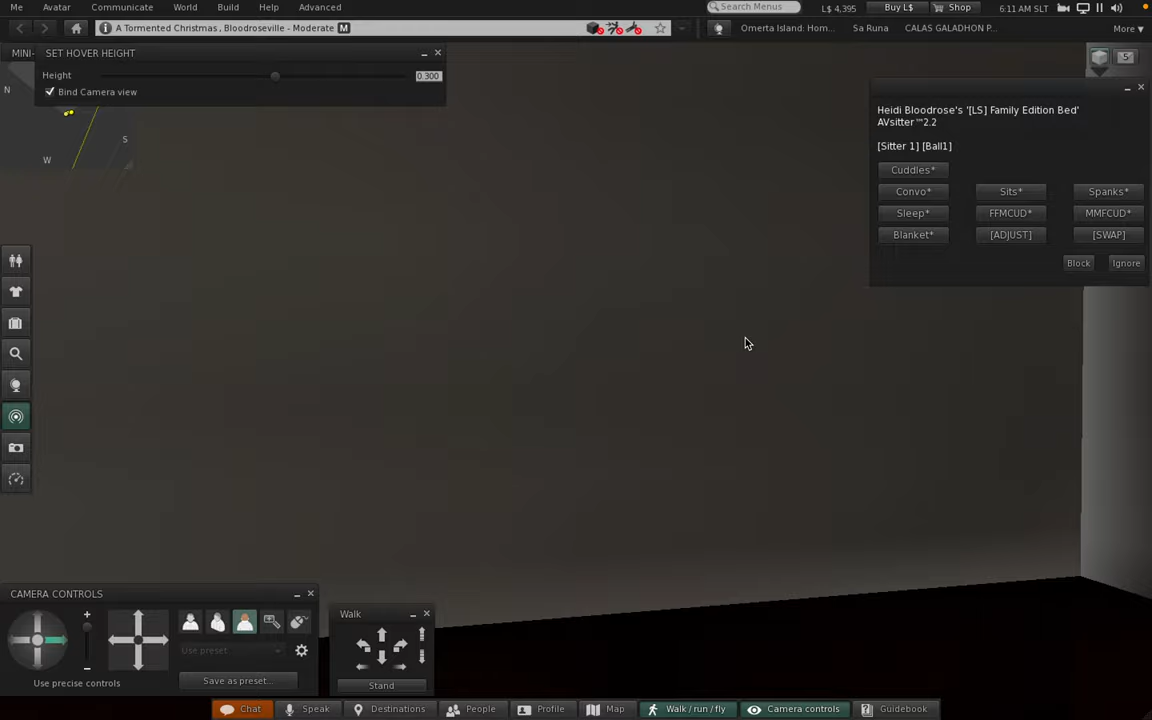 Me Avatar Communicate World Build Help Advanced Search Menus L$ 4,395 Buy L$ Shop 6:11 AM SLT
A Tormented Christmas, Bloodroseville - Moderate M Omerta Island: Hom... Sa Runa CALAS GALADHON P... More
MINI-
SET HOVER HEIGHT
Height 0.300
Bind Camera view
N
S
W
5
Heidi Bloodrose's '[LS] Family Edition Bed'
AVsitter™2.2
[Sitter 1] [Ball1]
Cuddles*
Convo* Sits* Spanks*
Sleep* FFMCUD* MMFCUD*
Blanket* [ADJUST] [SWAP]
Block Ignore
CAMERA CONTROLS
Use preset
Use precise controls
Save as preset...
Walk
Stand
Chat Speak Destinations People Profile Map Walk / run / fly Camera controls Guidebook